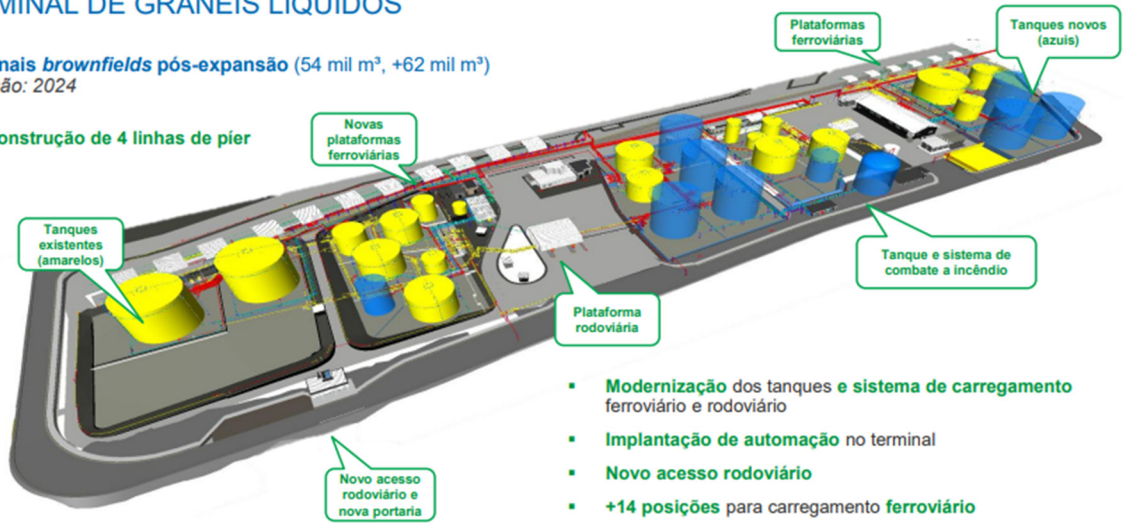 MINAL DE GRANÉIS LÍQUIDOS
nais brownfields pós-expansão (54 mil m³, +62 mil m³)
ão: 2024
onstrução de 4 linhas de píer
Plataformas
ferroviárias
Tanques novos
(azuis)
Novas
plataformas
ferroviárias
Tanques
existentes
(amarelos)
Tanque e sistema de
combate a incêndio
Plataforma
rodoviária
Novo acesso
rodoviário e
nova portaria
▪ Modernização dos tanques e sistema de carregamento
ferroviário e rodoviário
▪ Implantação de automação no terminal
▪ Novo acesso rodoviário
▪ +14 posições para carregamento ferroviário